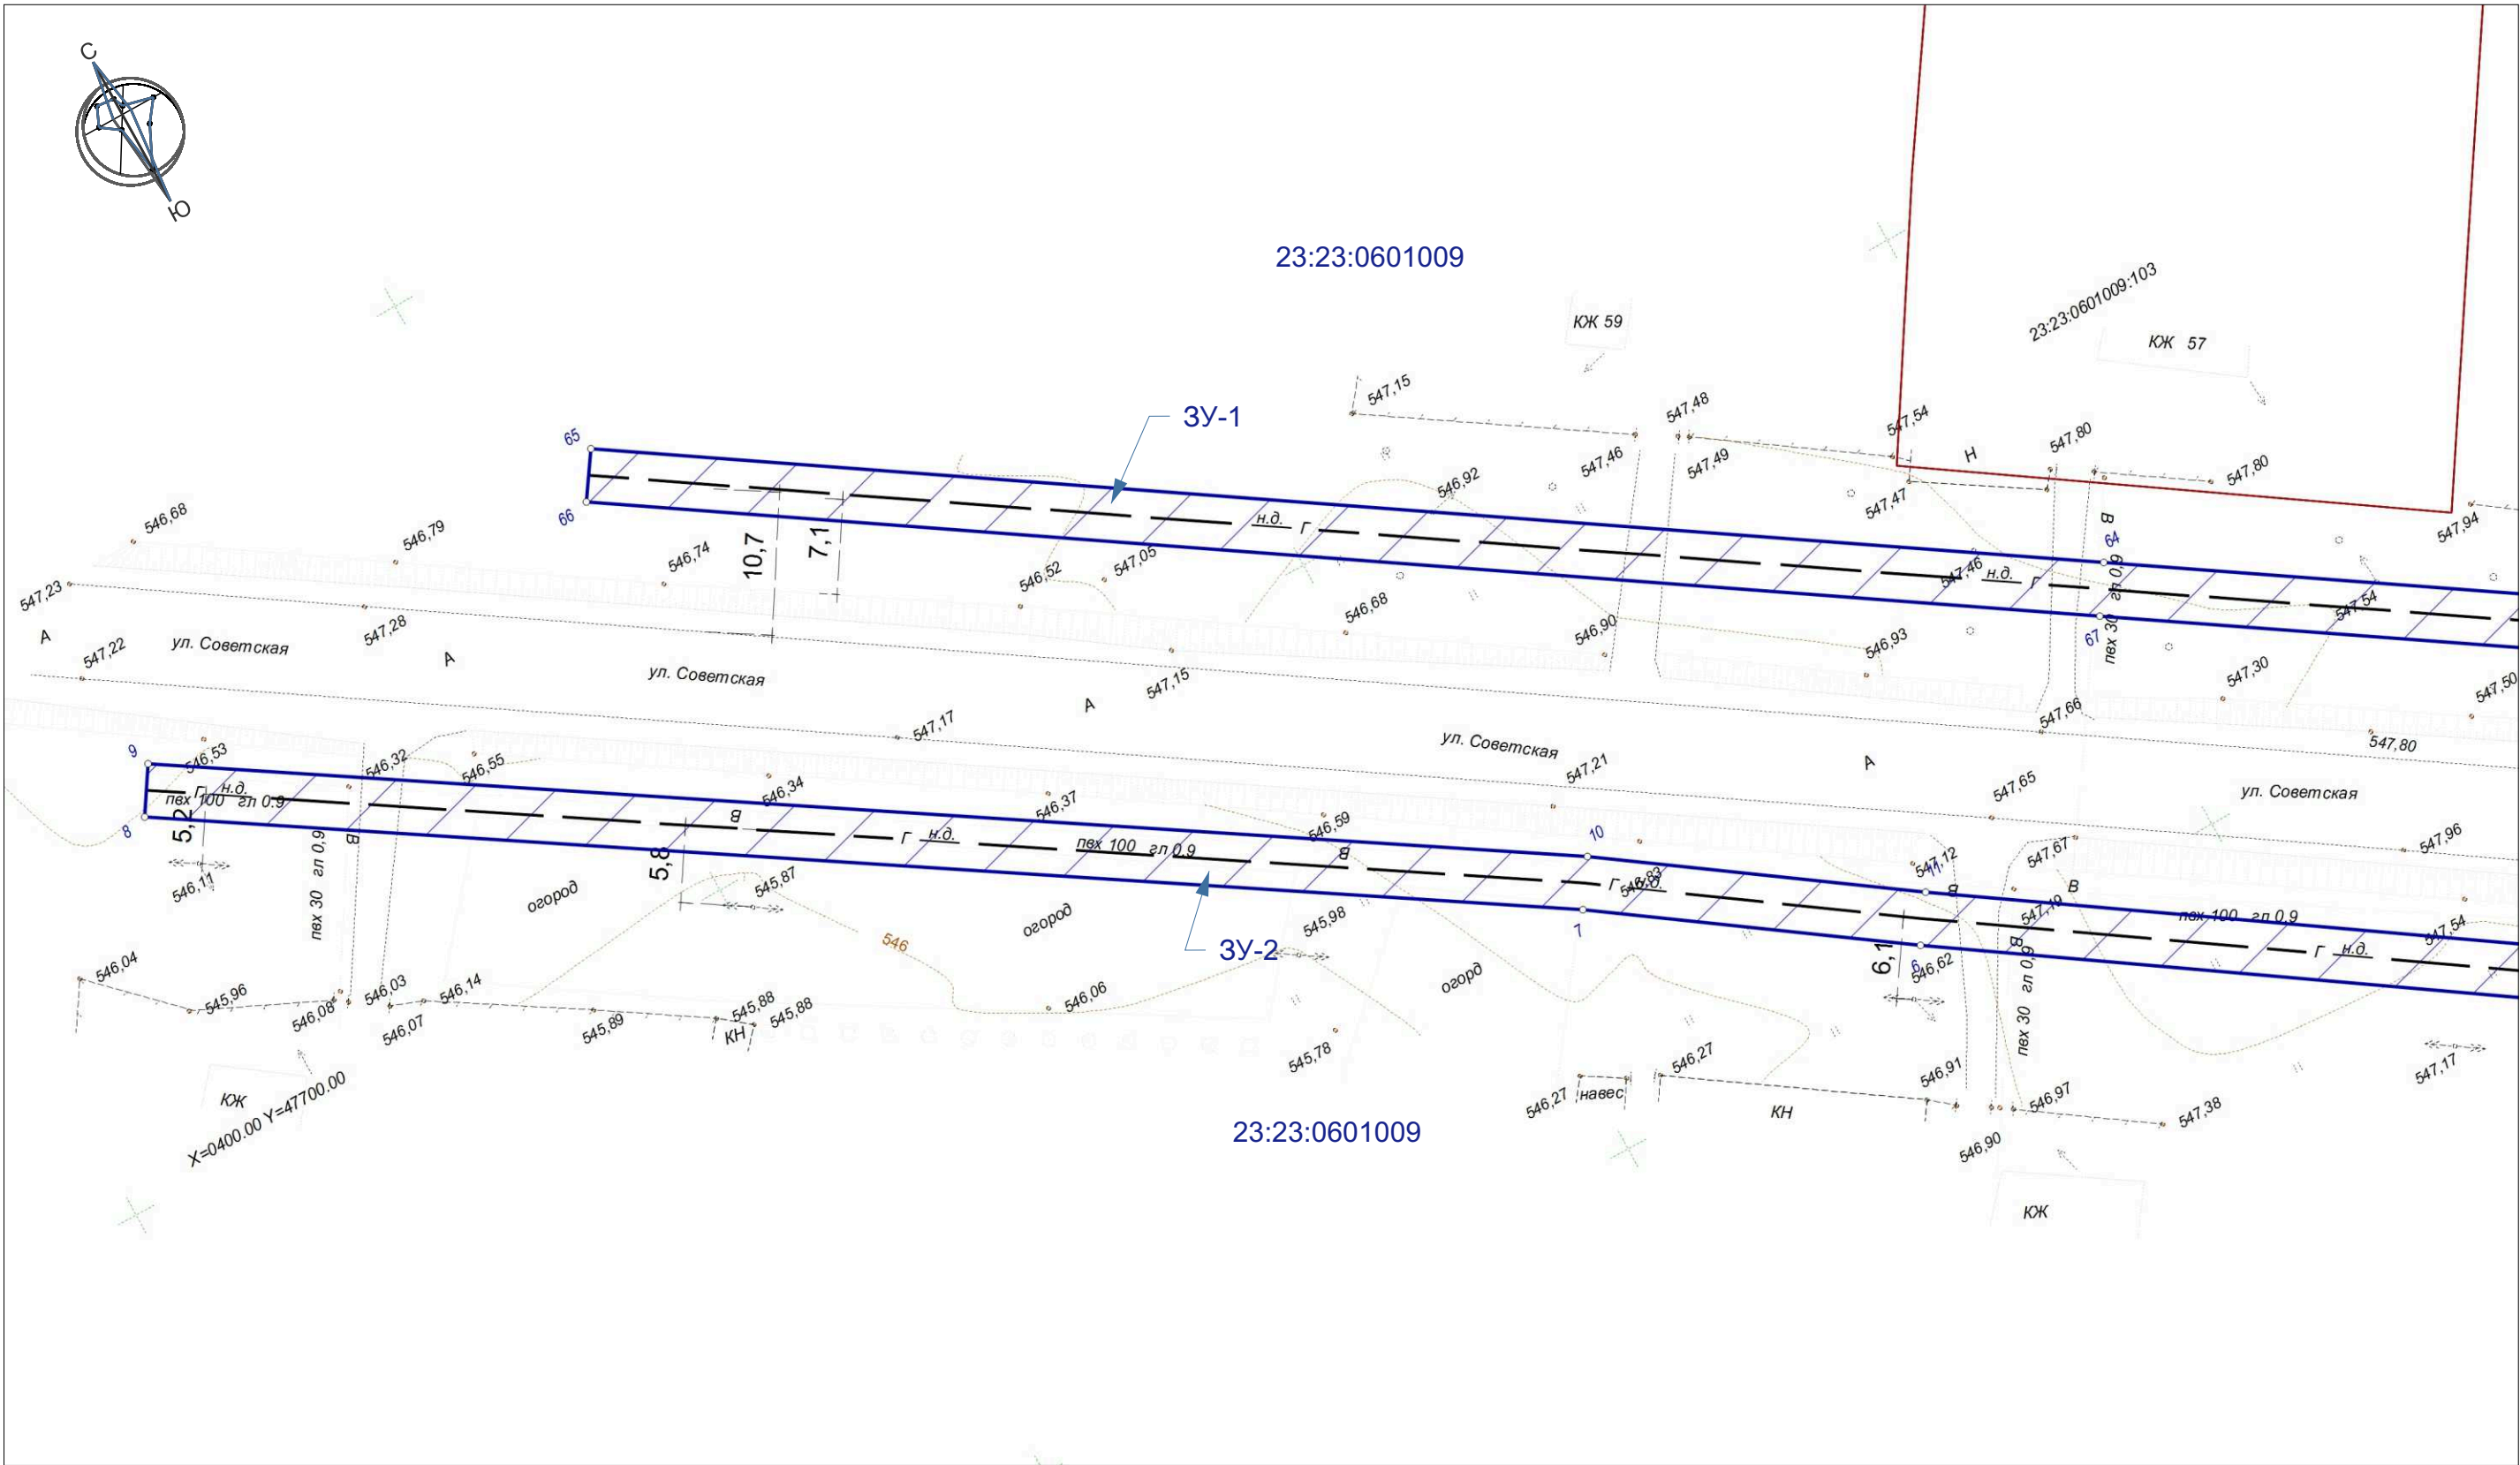 С
Ю
23:23:0601009
23:23:0601009:103
КЖ 59
КЖ 57
547,15
547,48
547,54
547,80
547,80
ЗУ-1
65
Н
547,46
547,49
546,92
547,47
547,94
66
546,68
546,79
546,74
10,7
7,1
546,52
547,05
н.д.
Г
В
64
547,46
н.д.
Г
пвх 30 гл 0,9
547,54
67
546,68
546,90
546,93
547,30
547,50
547,23
А
ул. Советская
547,28
547,22
А
ул. Советская
547,15
А
547,66
547,17
ул. Советская
547,80
А
547,21
547,65
ул. Советская
9
546,53
546,32
546,55
546,34
546,37
546,59
10
547,12
11
547,67
547,96
Г н.д.
пвх 100 гл 0.9
8
5,2
В
В
Г н.д.
пвх 100 гл 0,9
В
Г н.д.
546,83
В
В
547,19
пвх 100 гл 0,9
547,54
546,11
пвх 30 гл 0,9
огород
5,8
545,87
546
огород
ЗУ-2
545,98
7
огорд
6,1
6
546,62
В
пвх 30 гл 0,9
Г н.д.
546,04
545,96
546,08
546,03
546,07
546,14
545,89
545,88
КН
545,88
546,06
545,78
546,27
навес
546,27
КН
546,91
546,97
547,38
547,17
546,90
КЖ
X=0400.00 Y=47700.00
23:23:0601009
КЖ